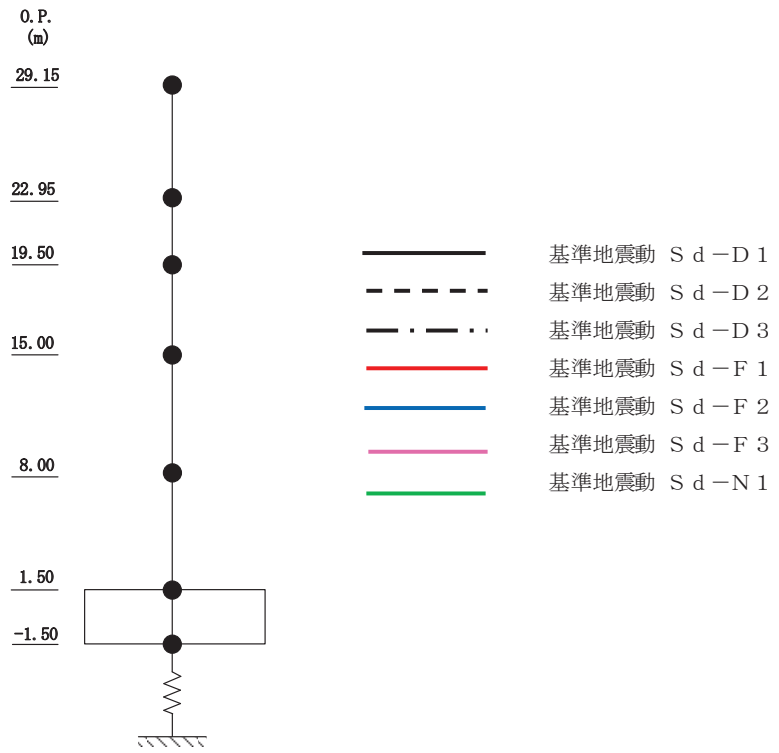 O.P.
(m)
29.15
22.95
19.50
15.00
8.00
1.50
-1.50
基準地震動 Ｓｄ－Ｄ１
基準地震動 Ｓｄ－Ｄ２
基準地震動 Ｓｄ－Ｄ３
基準地震動 Ｓｄ－Ｆ１
基準地震動 Ｓｄ－Ｆ２
基準地震動 Ｓｄ－Ｆ３
基準地震動 Ｓｄ－Ｎ１